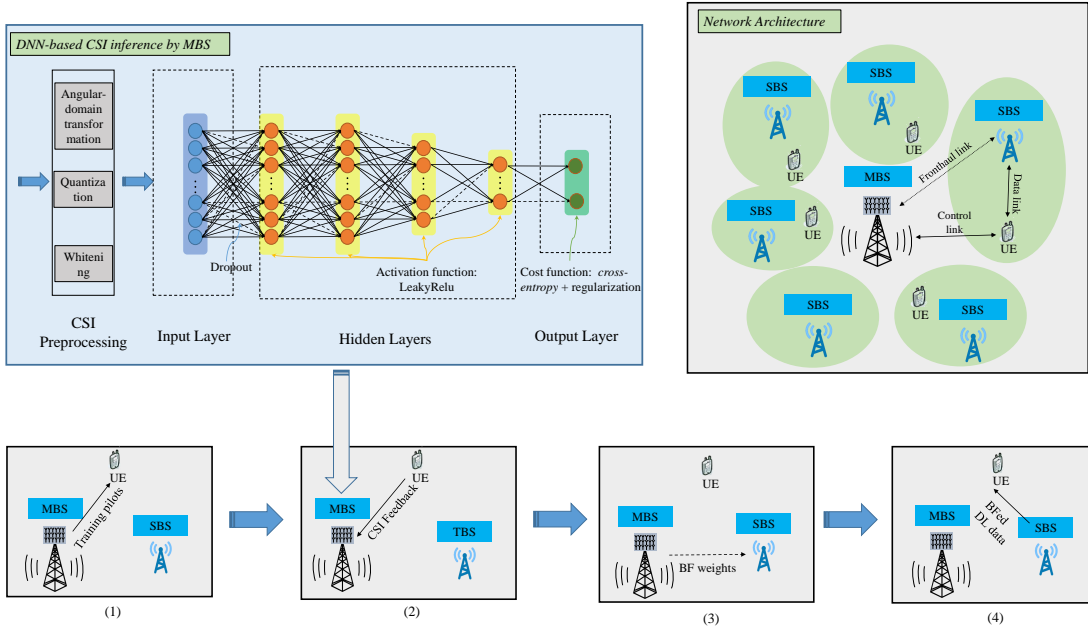 DNN-based CSI inference by MBS
Angular-
domain
transfor
mation
Quantiza
tion
Whiteni
ng
CSI
Preprocessing
Dropout
Input Layer
Activation function:
LeakyRelu
Hidden Layers
Cost function: cross-
entropy + regularization
Output Layer
Network Architecture
SBS
UE
SBS
UE
SBS
Fronthaul link
Data link
MBS
Control
link
UE
SBS
UE
SBS
UE
SBS
UE
MBS
Training pilots
SBS
(1)
UE
MBS
CSI Feedback
TBS
(2)
UE
MBS
SBS
BF weights
(3)
UE
MBS
BFed
DL data
SBS
(4)